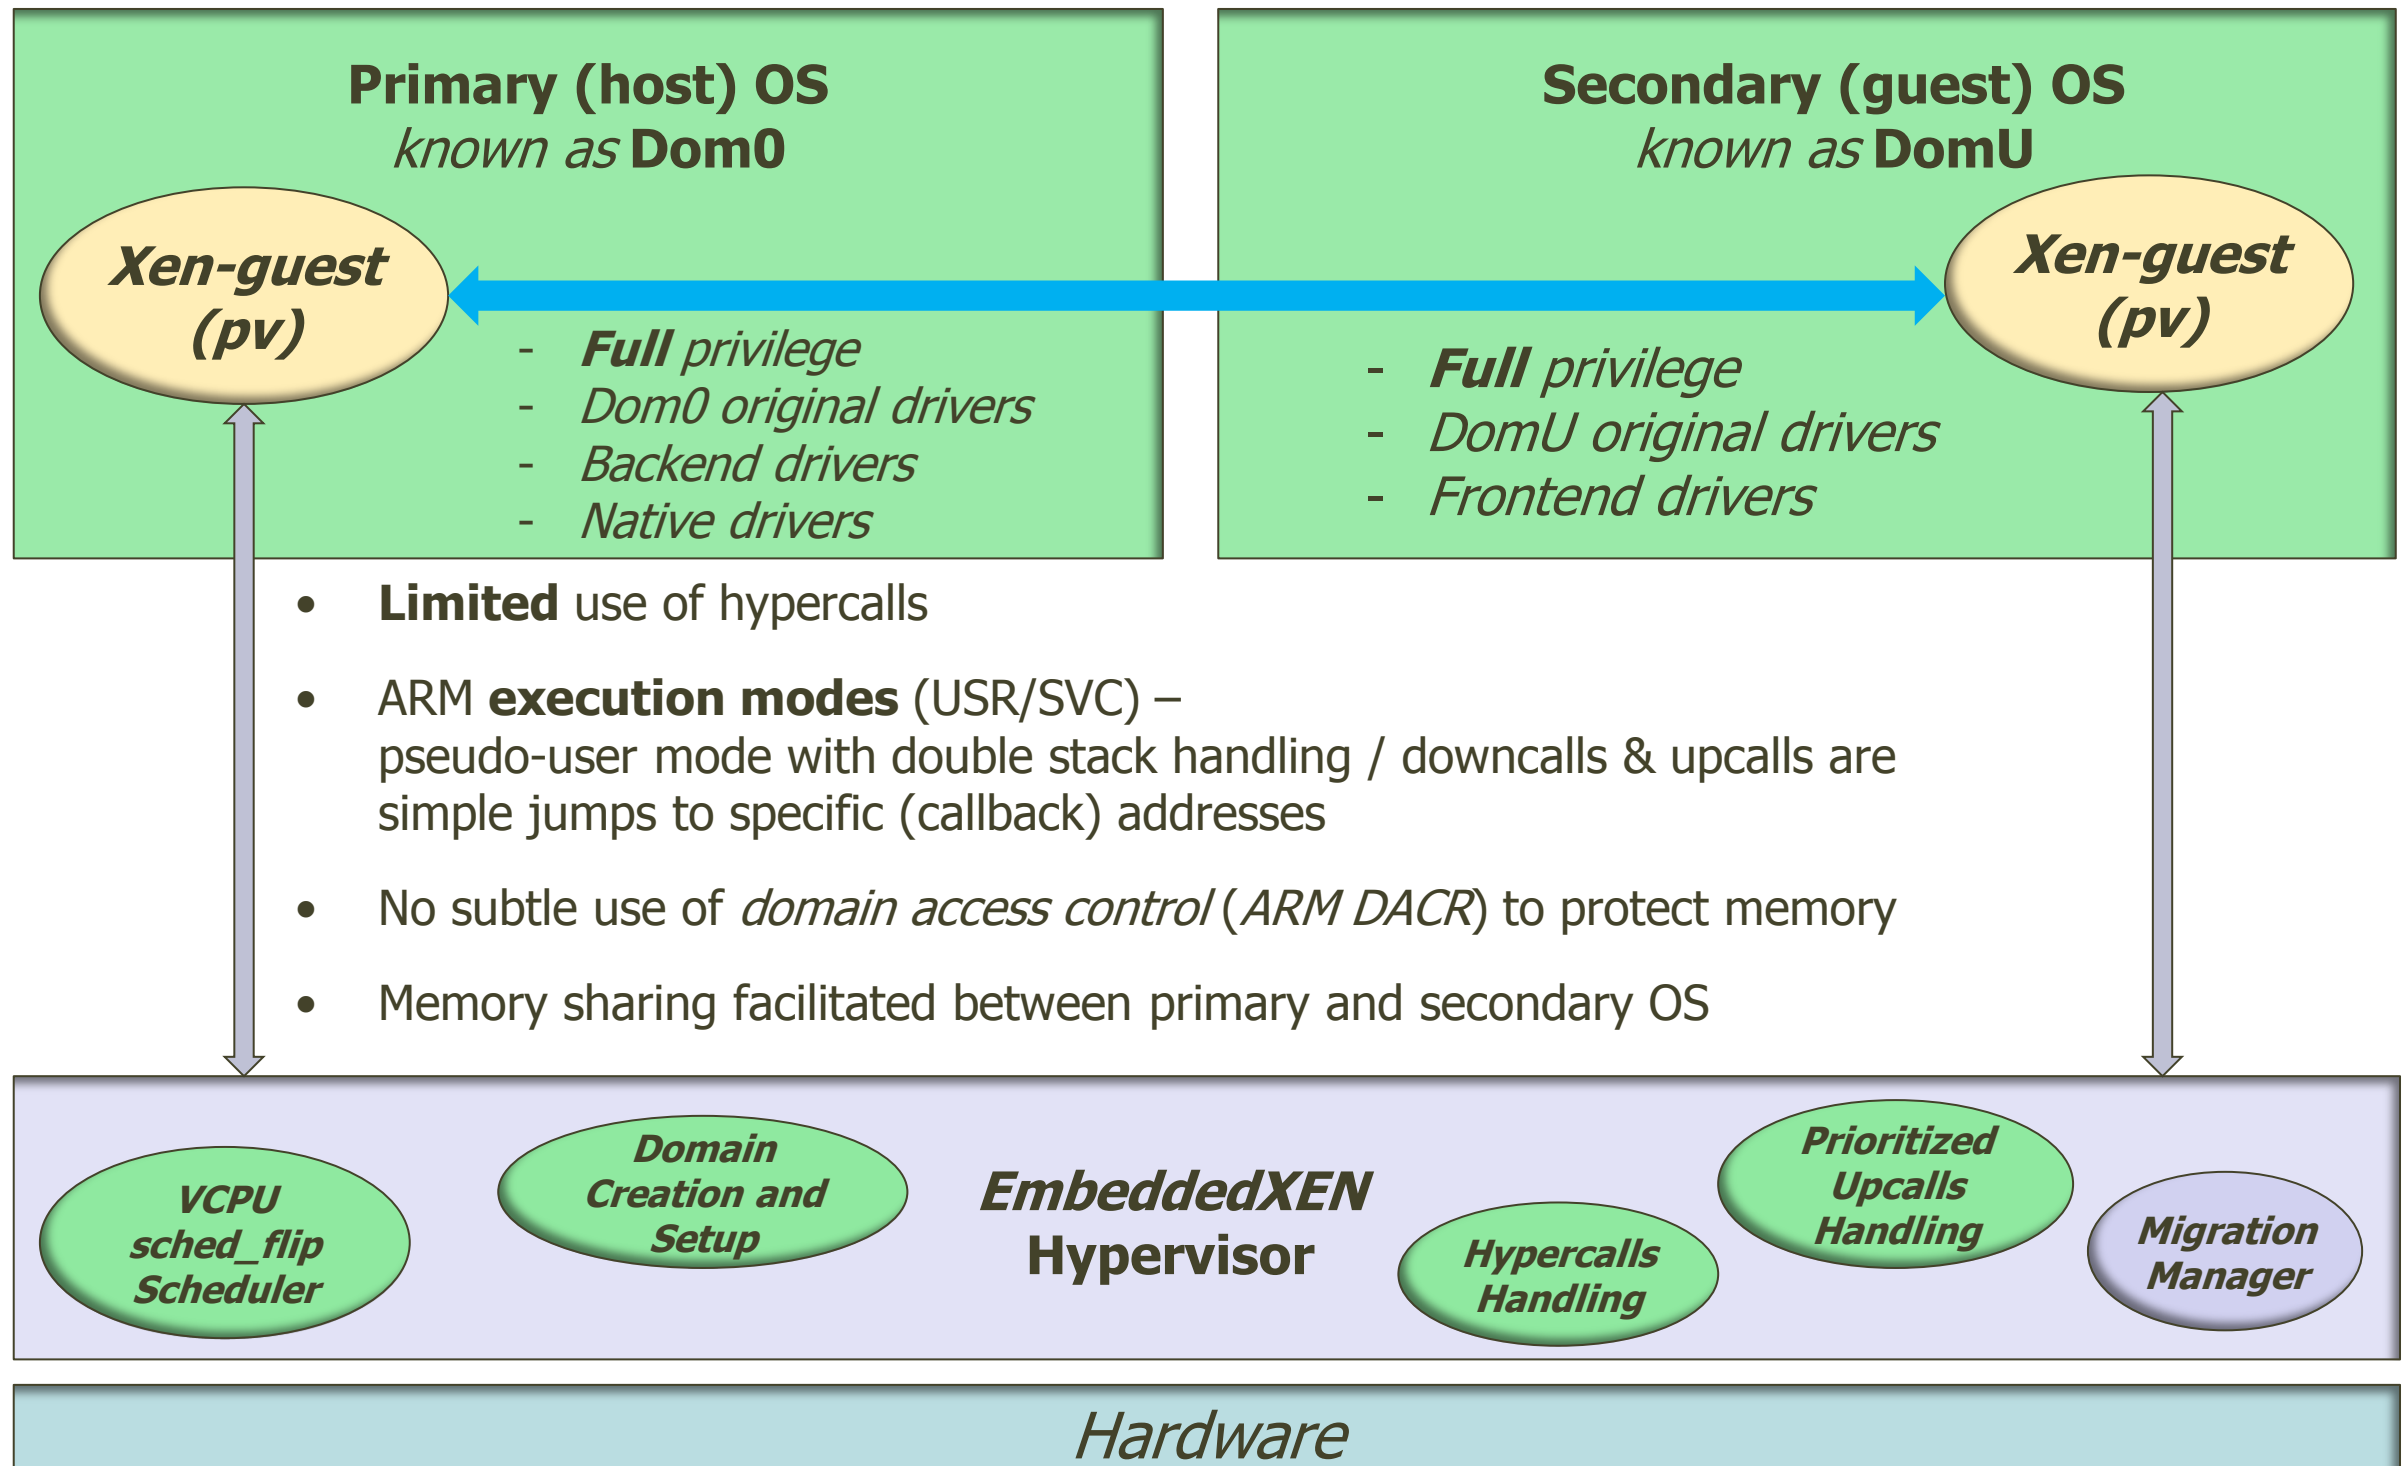 Primary (host) OS
known as Dom0
Xen-guest
(pv)
- Full privilege
- Dom0 original drivers
- Backend drivers
- Native drivers
Secondary (guest) OS
known as DomU
Xen-guest
(pv)
- Full privilege
- DomU original drivers
- Frontend drivers
• Limited use of hypercalls
• ARM execution modes (USR/SVC) –
pseudo-user mode with double stack handling / downcalls & upcalls are
simple jumps to specific (callback) addresses
• No subtle use of domain access control (ARM DACR) to protect memory
• Memory sharing facilitated between primary and secondary OS
VCPU
sched_flip
Scheduler
Domain
Creation and
Setup
EmbeddedXEN
Hypervisor
Hypercalls
Handling
Prioritized
Upcalls
Handling
Migration
Manager
Hardware